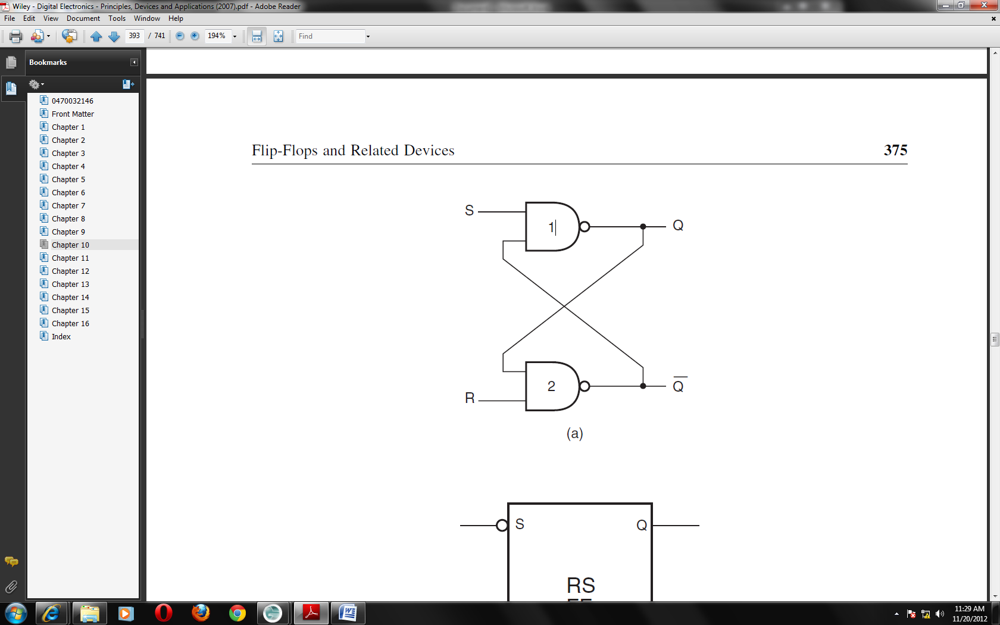 Wiley - Digital Electronics - Principles, Devices and Applications (2007).pdf - Adobe Reader
File Edit View Document Tools Window Help
393 / 741 194% Find
Bookmarks
0470032146
Front Matter
Chapter 1
Chapter 2
Chapter 3
Chapter 4
Chapter 5
Chapter 6
Chapter 7
Chapter 8
Chapter 9
Chapter 10
Chapter 11
Chapter 12
Chapter 13
Chapter 14
Chapter 15
Chapter 16
Index
Flip-Flops and Related Devices 375
S
1
Q
2
Q̅
R
(a)
S Q
RS
11:29 AM
11/20/2012